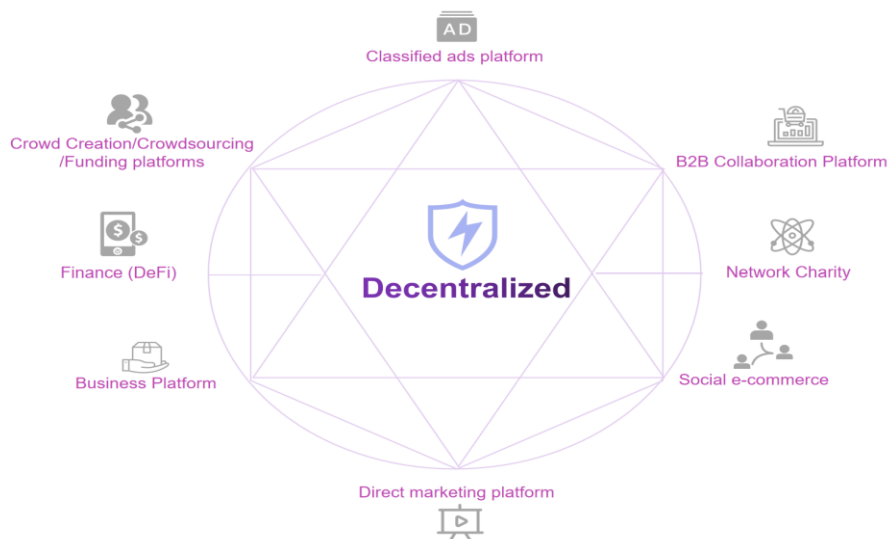 AD
Classified ads platform
Crowd Creation/Crowdsourcing
/Funding platforms
B2B Collaboration Platform
$
$
Finance (DeFi)
Decentralized
Network Charity
Business Platform
Social e-commerce
Direct marketing platform